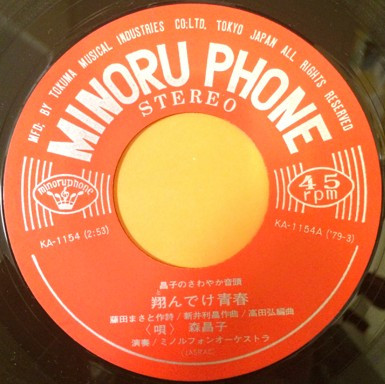 MFD; BY TOKUMA MUSICAL INDUSTRIES CO:LTD, TOKYO JAPAN ALL RIGHTS RESERVED
MINORU PHONE
STEREO
minoruphone
45
rpm
KA-1154 (2:53)
KA-1154A ('79-3)
晶子のさわやか音頭
翔んでけ青春
藤田まさと作詩/新井利昌作曲/高田弘編曲
〈唄〉 森昌子
演奏/ミノルフォンオーケストラ
(JASRAC)